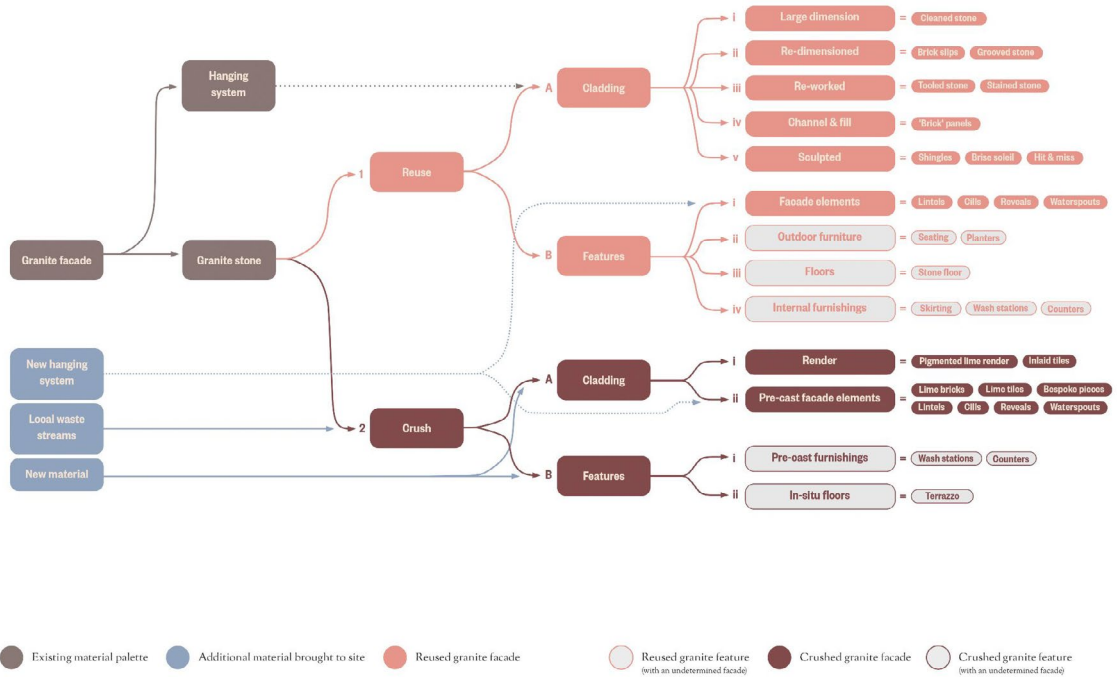 i
Large dimension
=
Cleaned stone
ii
Re-dimensioned
=
Brick slips
Grooved stone
Hanging
system
A
Cladding
iii
Re-worked
=
Tooled stone
Stained stone
iv
Channel & fill
=
'Brick' panels
v
Sculpted
=
Shingles
Brise soleil
Hit & miss
1
Reuse
i
Facade elements
=
Lintels
Cills
Reveals
Waterspouts
ii
Outdoor furniture
=
Seating
Planters
Granite facade
Granite stone
B
Features
iii
Floors
=
Stone floor
iv
Internal furnishings
=
Skirting
Wash stations
Counters
New hanging
system
A
Cladding
i
Render
=
Pigmented lime render
Inlaid tiles
ii
Pre-cast facade elements
=
Lime bricks
Lime tiles
Bespoke pieces
Lintels
Cills
Reveals
Waterspouts
Local waste
streams
2
Crush
New material
B
Features
i
Pre-cast furnishings
=
Wash stations
Counters
ii
In-situ floors
=
Terrazzo
Existing material palette
Additional material brought to site
Reused granite facade
Reused granite feature
(with an undetermined facade)
Crushed granite facade
Crushed granite feature
(with an undetermined facade)